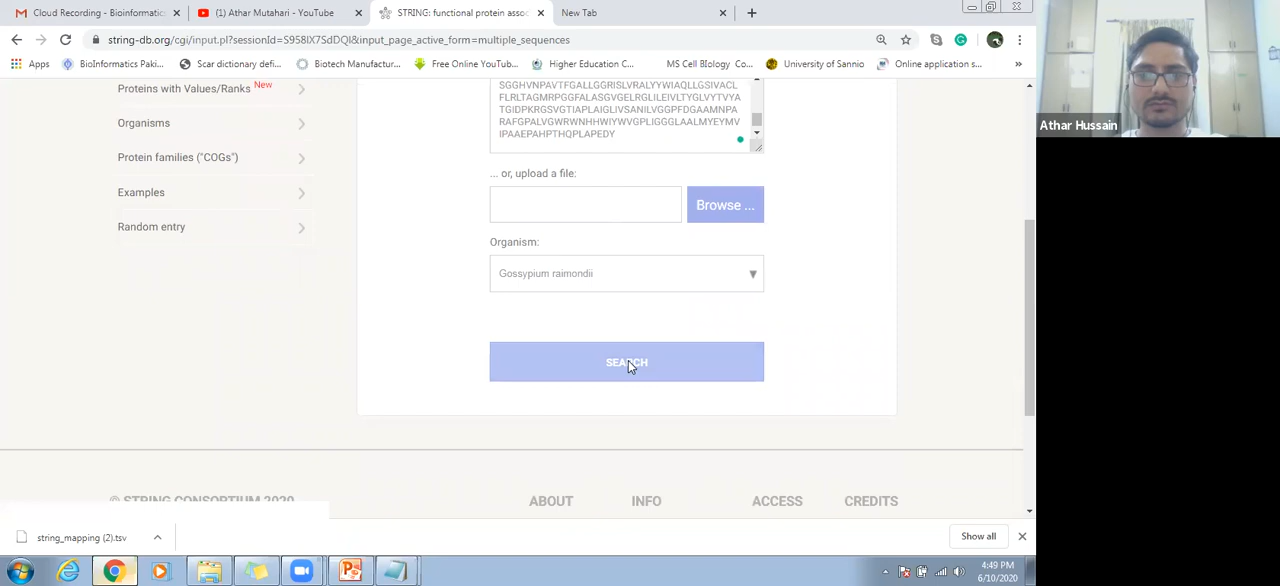 Cloud Recording - Bioinformatic
Athar Mutahari - YouTube
STRING: functional protein assoc
New Tab
string-db.org/cgi/input.pl?sessionId=S958IX7SdDQI&input_page_active_form=multiple_sequences
Apps
BioInformatics Paki...
Scar dictionary defi...
Biotech Manufactur...
Free Online YouTub...
Higher Education C...
MS Cell BIology Co...
University of Sannio
Online application s...
»
Athar Hussain
Proteins with Values/Ranks New
Organisms
Protein families ("COGs")
Examples
Random entry
SGGHVNPAVTFGALLGGRISLVRALYYWIAQLLGSIVACL
FLRLTAGMRPGGFALASGVGELRGLILEIVLTYGLVYTVYA
TGIDPKRGSVGTIAPLAIGLIVSANILVGGPFDGAAMNPA
RAFGPALVGWRWNHHWIYWVGPLIGGGLAALMYEYMV
IPAAEPAHPTHQPLAPEDY
... or, upload a file:
Browse ...
Organism:
Gossypium raimondii
SEARCH
© STRING CONSORTIUM 2020
ABOUT
INFO
ACCESS
CREDITS
string_mapping (2).tsv
Show all
4:49 PM
6/10/2020